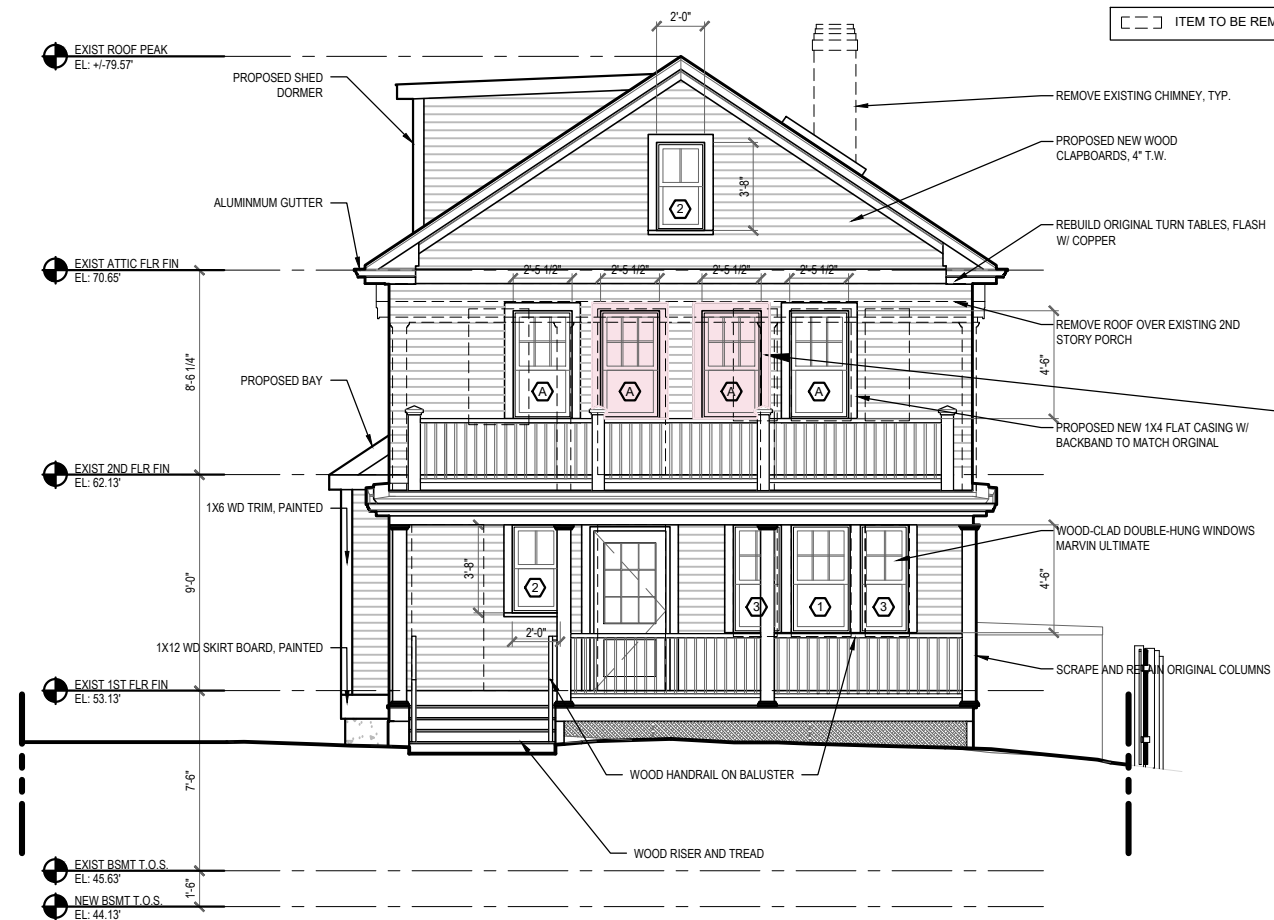 2'-0"
ITEM TO BE REM
EXIST ROOF PEAK
EL: +/-79.57'
PROPOSED SHED
DORMER
REMOVE EXISTING CHIMNEY, TYP.
PROPOSED NEW WOOD
CLAPBOARDS, 4" T.W.
3'-8"
2
ALUMINMUM GUTTER
REBUILD ORIGINAL TURN TABLES, FLASH
W/ COPPER
EXIST ATTIC FLR FIN
EL: 70.65'
2'-5 1/2"
2'-5 1/2"
2'-5 1/2"
2'-5 1/2"
REMOVE ROOF OVER EXISTING 2ND
STORY PORCH
4'-6"
8'-6 1/4"
PROPOSED BAY
A
A
A
A
PROPOSED NEW 1X4 FLAT CASING W/
BACKBAND TO MATCH ORGINAL
EXIST 2ND FLR FIN
EL: 62.13'
1X6 WD TRIM, PAINTED
WOOD-CLAD DOUBLE-HUNG WINDOWS
MARVIN ULTIMATE
3'-8"
4'-6"
9'-0"
2
3
1
3
2'-0"
1X12 WD SKIRT BOARD, PAINTED
SCRAPE AND RETAIN ORIGINAL COLUMNS
EXIST 1ST FLR FIN
EL: 53.13'
WOOD HANDRAIL ON BALUSTER
7'-6"
WOOD RISER AND TREAD
EXIST BSMT T.O.S.
EL: 45.63'
1'-6"
NEW BSMT T.O.S.
EL: 44.13'